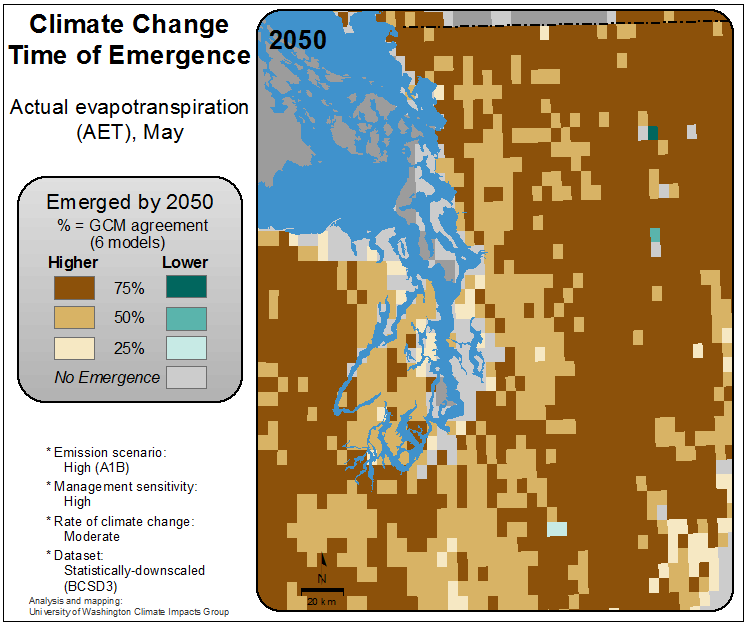 Climate Change
Time of Emergence
Actual evapotranspiration
(AET), May
Emerged by 2050
% = GCM agreement
(6 models)
Higher Lower
75%
50%
25%
No Emergence
* Emission scenario:
High (A1B)
* Management sensitivity:
High
* Rate of climate change:
Moderate
* Dataset:
Statistically-downscaled
(BCSD3)
Analysis and mapping:
University of Washington Climate Impacts Group
2050
N
20 km